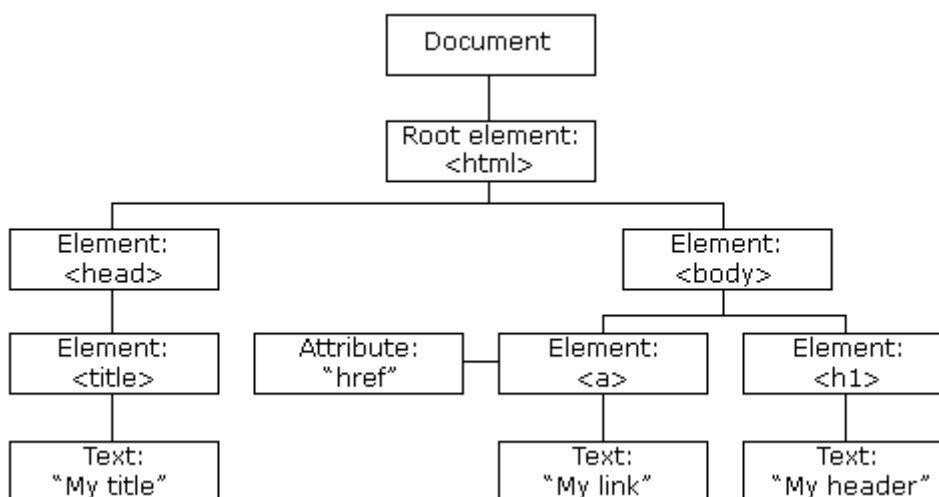 Document
Root element:
<html>
Element:
<head>
Element:
<body>
Element:
<title>
Attribute:
“href”
Element:
<a>
Element:
<h1>
Text:
“My title”
Text:
“My link”
Text:
“My header”